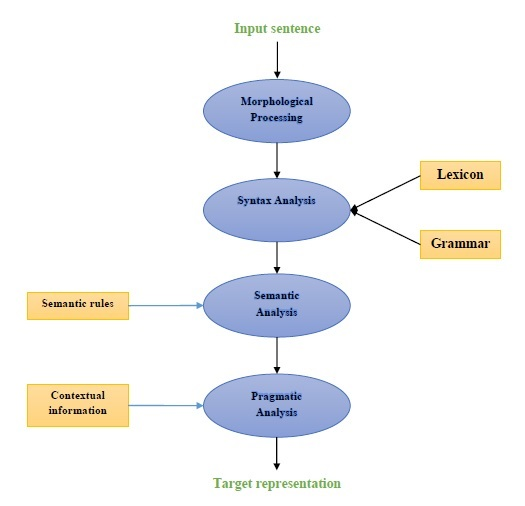 Input sentence
Morphological
Processing
Lexicon
Syntax Analysis
Grammar
Semantic
Analysis
Semantic rules
Pragmatic
Analysis
Contextual
information
Target representation